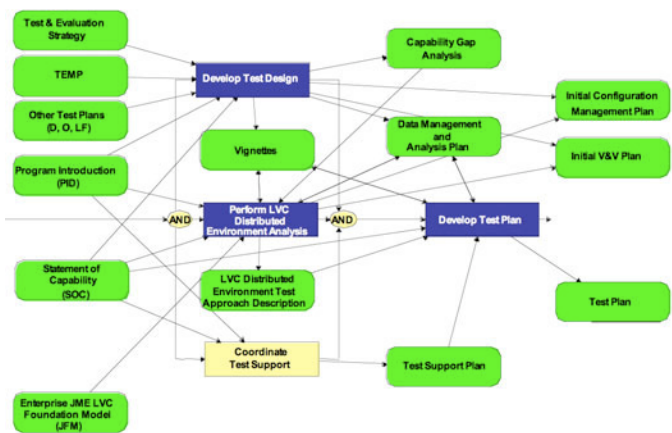 Test & Evaluation
Strategy
TEMP
Other Test Plans
(D, O, LF)
Program Introduction
(PID)
Statement of
Capability
(SOC)
Enterprise JME LVC
Foundation Model
(JFM)
Develop Test Design
Vignettes
AND
Perform LVC
Distributed
Environment Analysis
AND
LVC Distributed
Environment Test
Approach Description
Coordinate
Test Support
Capability Gap
Analysis
Data Management
and
Analysis Plan
Develop Test Plan
Test Support Plan
Initial Configuration
Management Plan
Initial V&V Plan
Test Plan